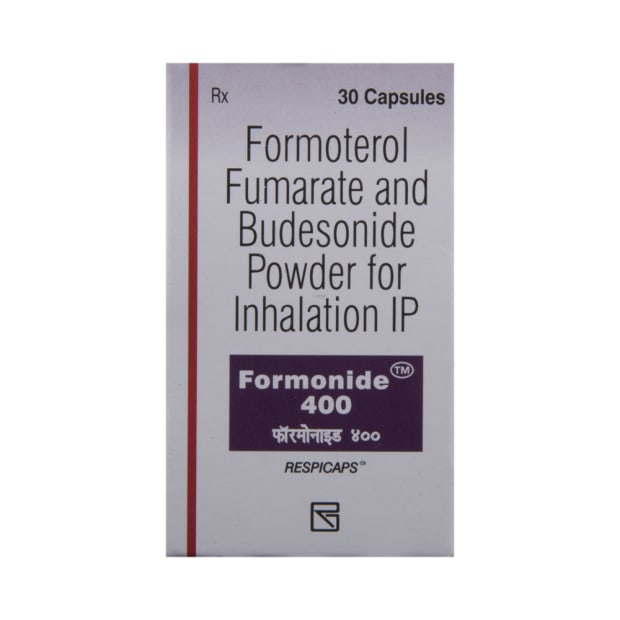 Rx 30 Capsules
Formoterol
Fumarate and
Budesonide
Powder for
Inhalation IP
Formonide™
400
फॉरमोनाइड ४००
RESPICAPS